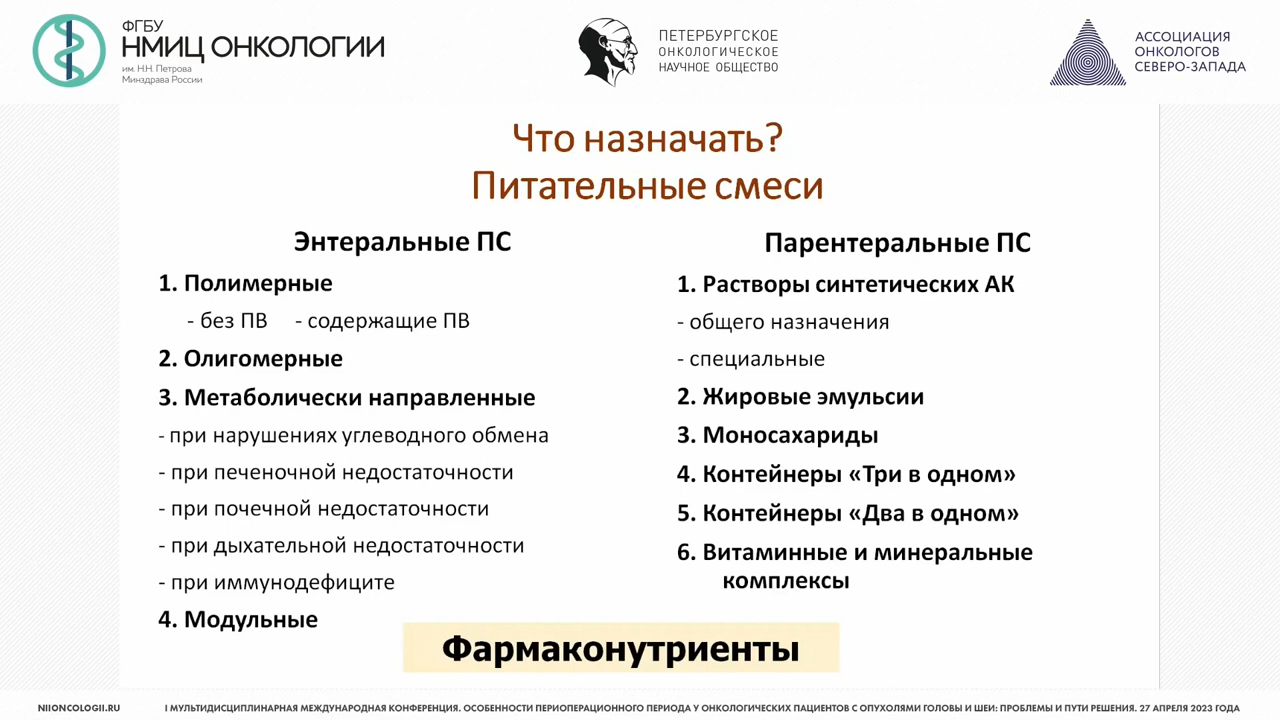 ФГБУ
НМИЦ ОНКОЛОГИИ
им. Н.Н. Петрова
Минздрава России
ПЕТЕРБУРГСКОЕ
ОНКОЛОГИЧЕСКОЕ
НАУЧНОЕ ОБЩЕСТВО
АССОЦИАЦИЯ
ОНКОЛОГОВ
СЕВЕРО-ЗАПАДА
Что назначать?
Питательные смеси
Энтеральные ПС
1. Полимерные
- без ПВ - содержащие ПВ
2. Олигомерные
3. Метаболически направленные
- при нарушениях углеводного обмена
- при печеночной недостаточности
- при почечной недостаточности
- при дыхательной недостаточности
- при иммунодефиците
4. Модульные
Парентеральные ПС
1. Растворы синтетических АК
- общего назначения
- специальные
2. Жировые эмульсии
3. Моносахариды
4. Контейнеры «Три в одном»
5. Контейнеры «Два в одном»
6. Витаминные и минеральные
комплексы
Фармаконутриенты
NIIONCOLOGII.RU
I МУЛЬТИДИСЦИПЛИНАРНАЯ МЕЖДУНАРОДНАЯ КОНФЕРЕНЦИЯ. ОСОБЕННОСТИ ПЕРИОПЕРАЦИОННОГО ПЕРИОДА У ОНКОЛОГИЧЕСКИХ ПАЦИЕНТОВ С ОПУХОЛЯМИ ГОЛОВЫ И ШЕИ: ПРОБЛЕМЫ И ПУТИ РЕШЕНИЯ. 27 АПРЕЛЯ 2023 ГОДА